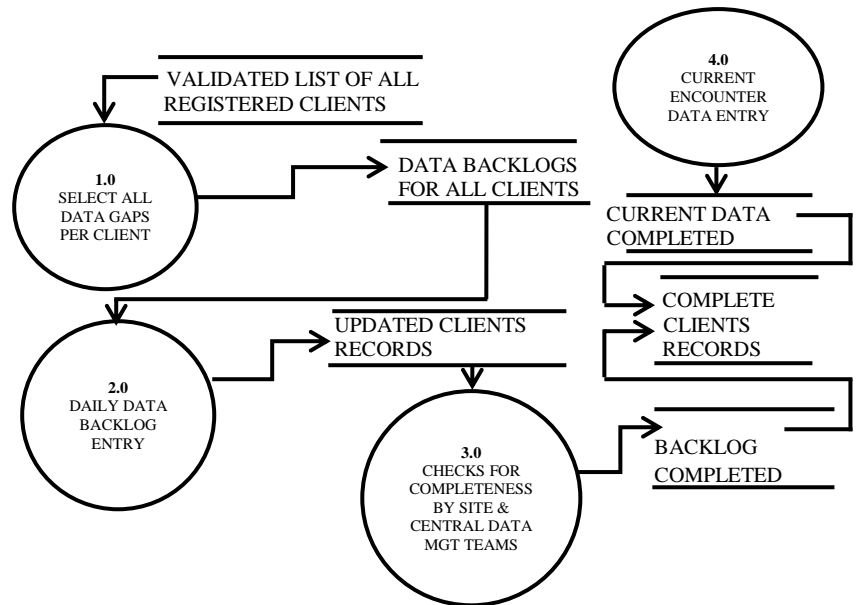 VALIDATED LIST OF ALL
REGISTERED CLIENTS
1.0
SELECT ALL
DATA GAPS
PER CLIENT
DATA BACKLOGS
FOR ALL CLIENTS
4.0
CURRENT
ENCOUNTER
DATA ENTRY
CURRENT DATA
COMPLETED
COMPLETE
CLIENTS
RECORDS
UPDATED CLIENTS
RECORDS
2.0
DAILY DATA
BACKLOG
ENTRY
3.0
CHECKS FOR
COMPLETENESS
BY SITE &
CENTRAL DATA
MGT TEAMS
BACKLOG
COMPLETED